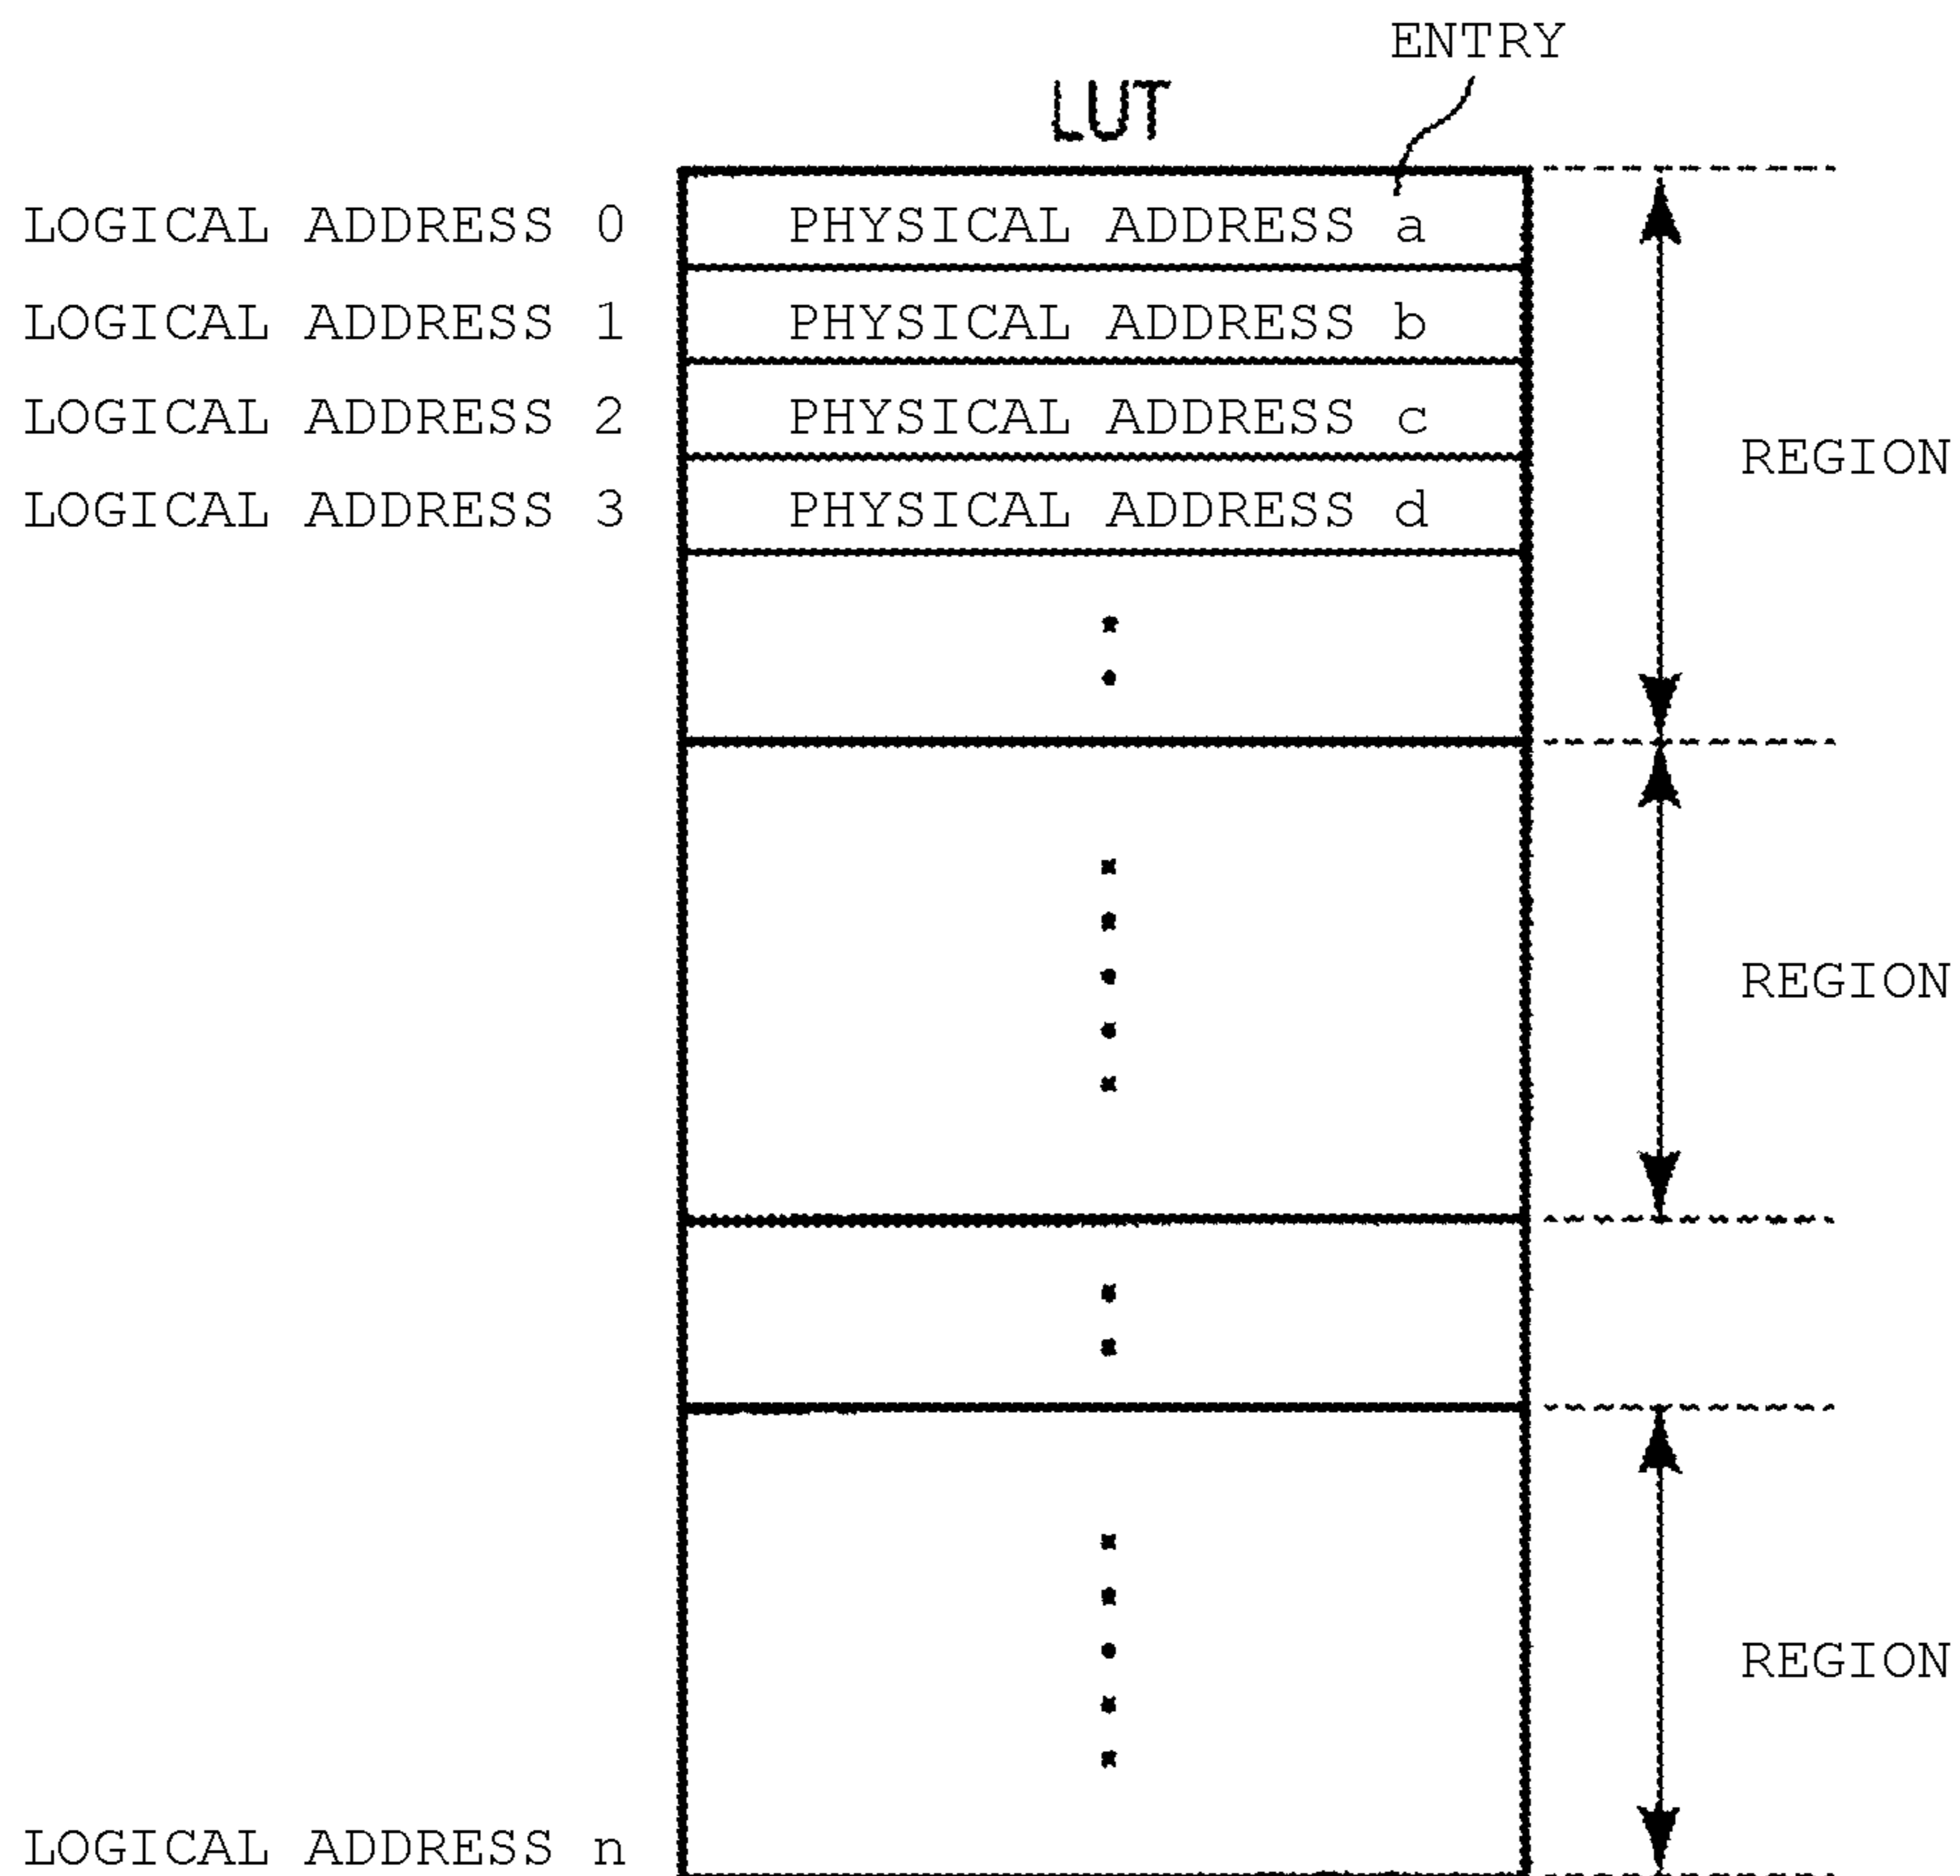 ENTRY
LUT
LOGICAL ADDRESS 0 PHYSICAL ADDRESS a
LOGICAL ADDRESS 1 PHYSICAL ADDRESS b
LOGICAL ADDRESS 2 PHYSICAL ADDRESS c
REGION
LOGICAL ADDRESS 3 PHYSICAL ADDRESS d
REGION
REGION
LOGICAL ADDRESS n